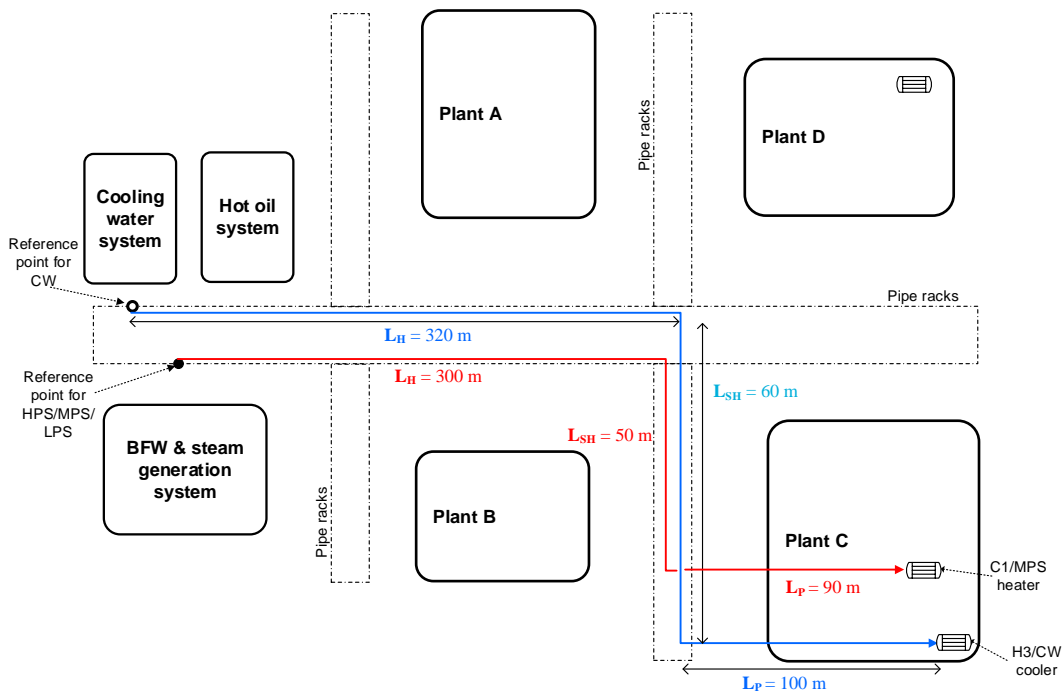 Plant A
Pipe racks
Plant D
Cooling
water
system
Hot oil
system
Reference
point for
CW
Pipe racks
L_H = 320 m
L_H = 300 m
Reference
point for
HPS/MPS/
LPS
L_SH = 60 m
L_SH = 50 m
BFW & steam
generation
system
Pipe racks
Plant B
Plant C
C1/MPS
heater
L_P = 90 m
H3/CW
cooler
L_P = 100 m